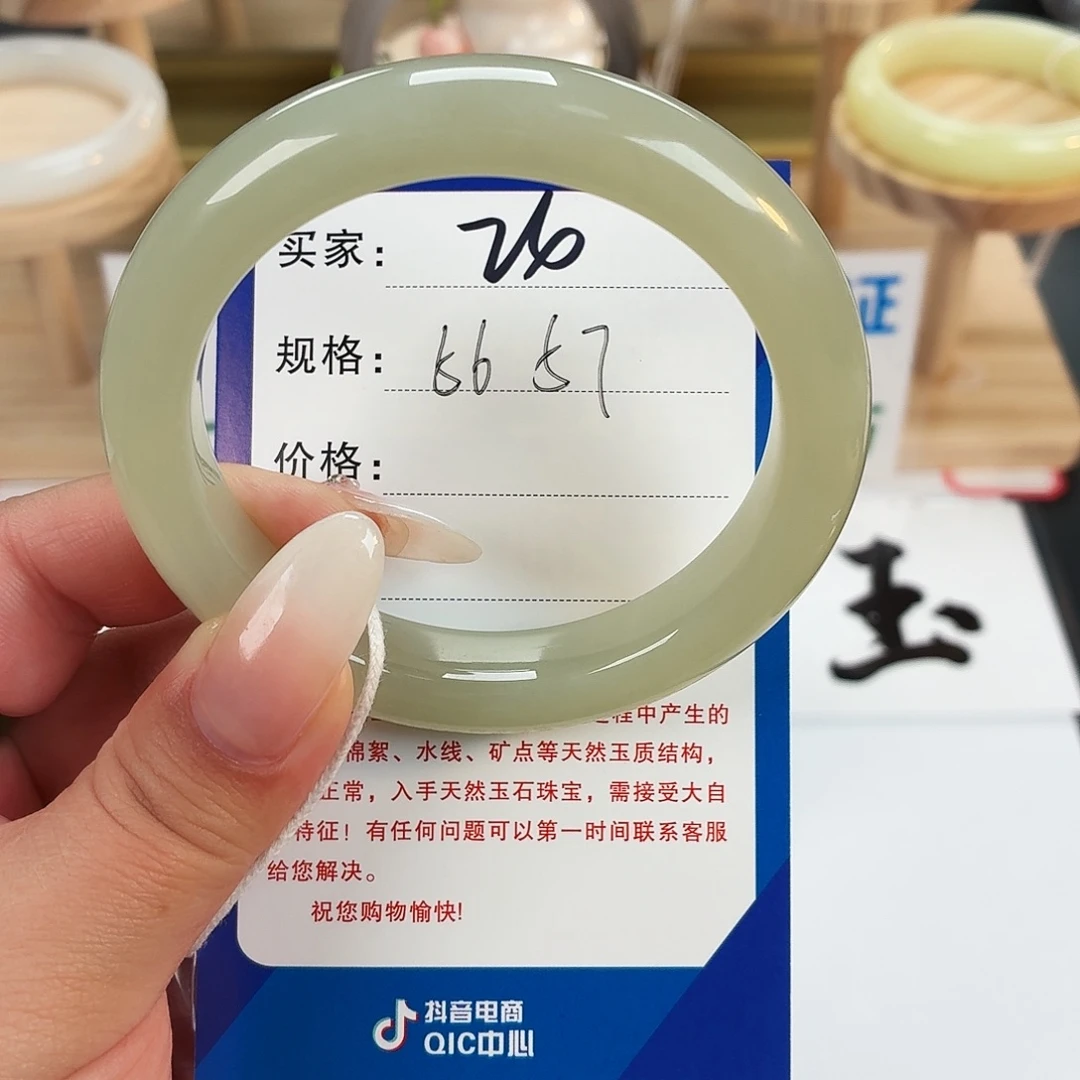 买家：26
规格：56 57
价格：
过程中产生的
棉絮、水线、矿点等天然玉质结构，
正常，入手天然玉石珠宝，需接受大自
特征！有任何问题可以第一时间联系客服
给您解决。
祝您购物愉快!
抖音电商
QIC中心
证
玉